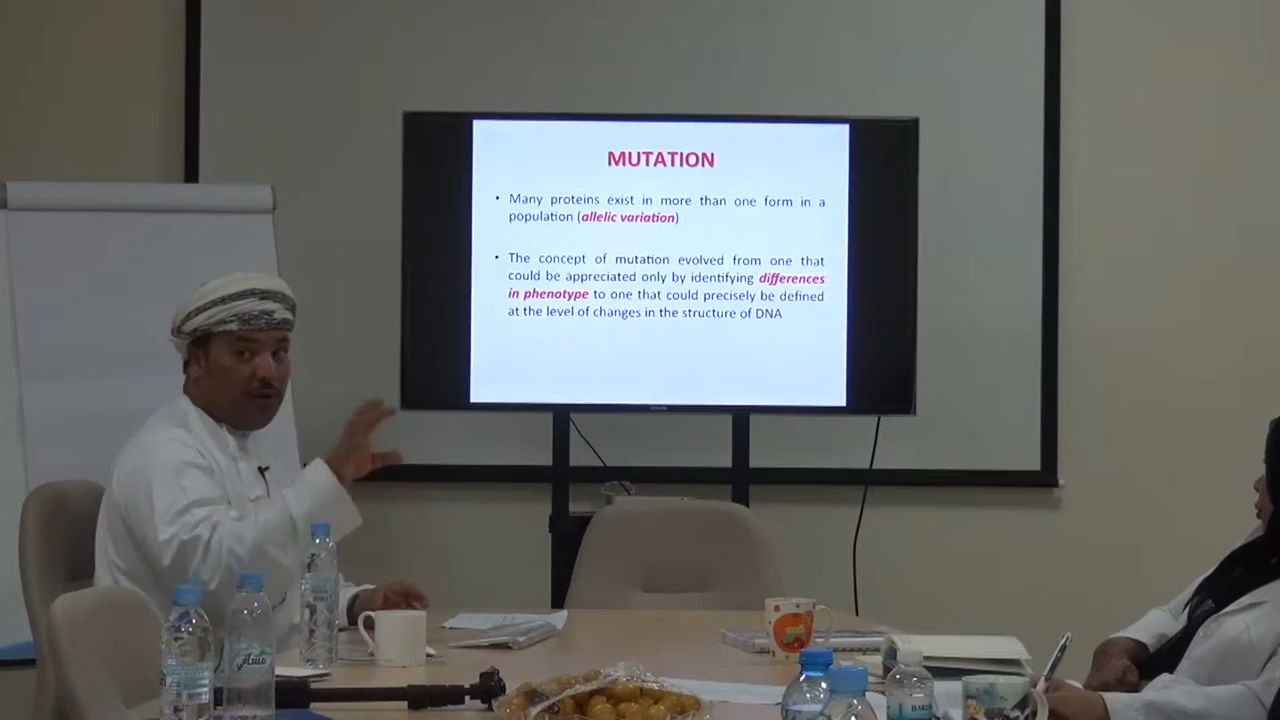 MUTATION
• Many proteins exist in more than one form in a
population (allelic variation)
• The concept of mutation evolved from one that
could be appreciated only by identifying differences
in phenotype to one that could precisely be defined
at the level of changes in the structure of DNA